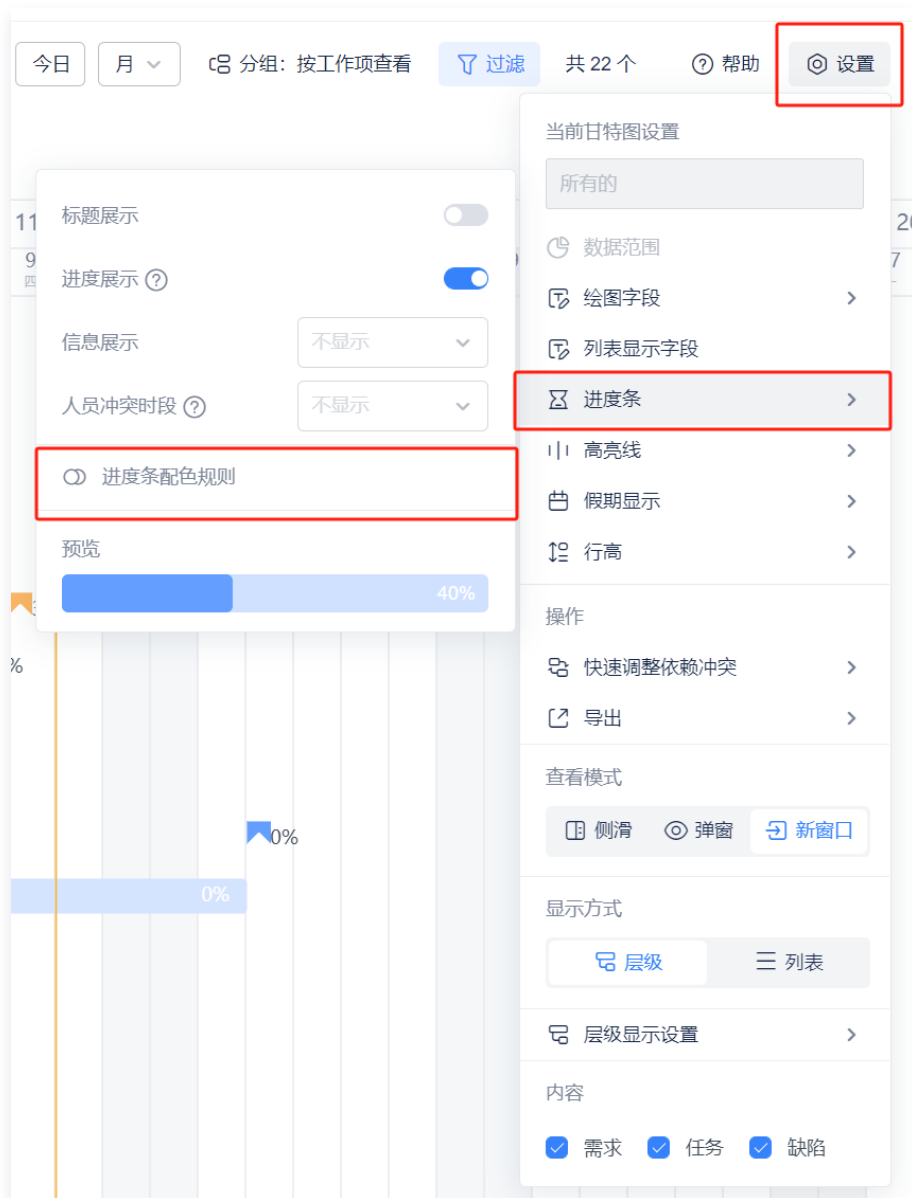 今日 月 分组：按工作项查看 过滤 共 22 个 帮助 设置
当前甘特图设置
所有的
数据范围
绘图字段
列表显示字段
进度条
高亮线
假期显示
行高
操作
快速调整依赖冲突
导出
查看模式
侧滑 弹窗 新窗口
显示方式
层级 列表
层级显示设置
内容
需求 任务 缺陷
标题展示
进度展示
信息展示 不显示
人员冲突时段 不显示
进度条配色规则
预览
40%
11
9
四
7
%
0%
0%